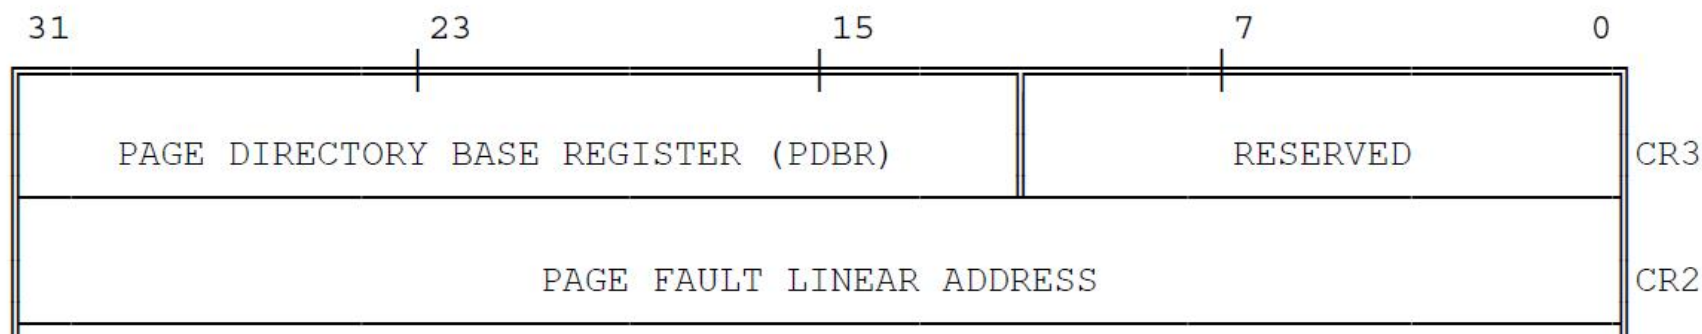 31 23 15 7 0
PAGE DIRECTORY BASE REGISTER (PDBR) RESERVED CR3
PAGE FAULT LINEAR ADDRESS CR2